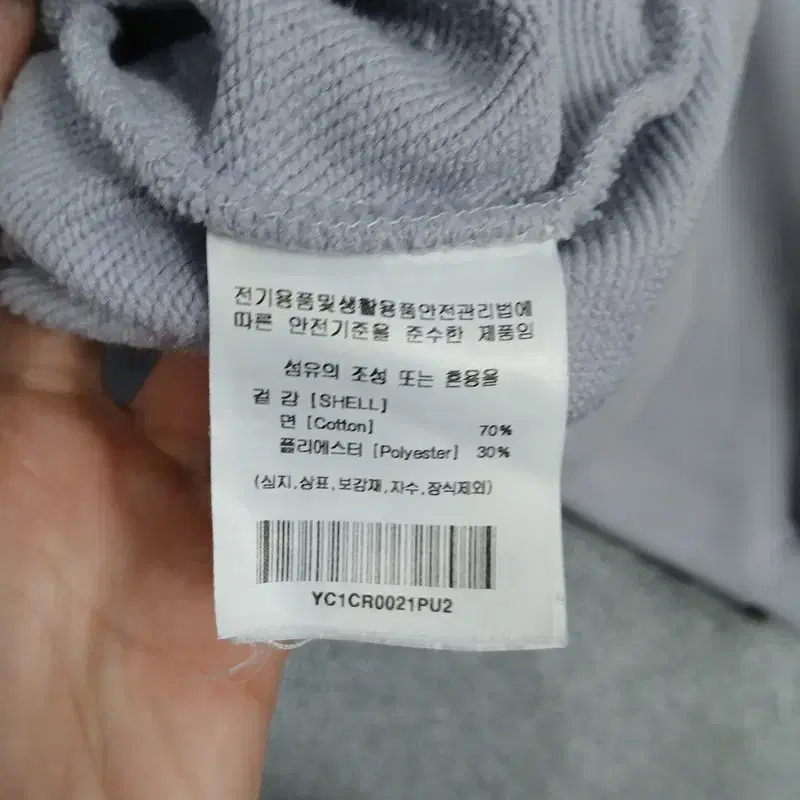 전기용품및생활용품안전관리법에
따른 안전기준을 준수한 제품임
섬유의 조성 또는 혼용율
겉 감 [SHELL]
면 [Cotton] 70%
폴리에스터 [Polyester] 30%
(심지,상표,보강재,자수,장식제외)
YC1CR0021PU2